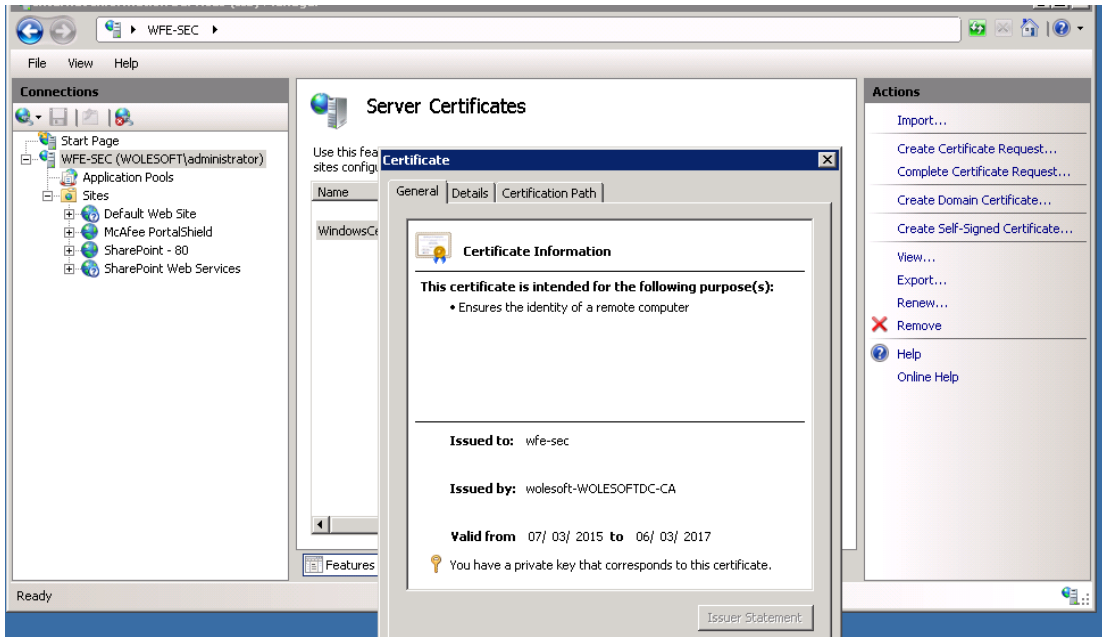 WFE-SEC
File View Help
Connections
Start Page
WFE-SEC (WOLESOFT\administrator)
Application Pools
Sites
Default Web Site
McAfee PortalShield
SharePoint - 80
SharePoint Web Services
Server Certificates
Use this fea
sites configu
Name
WindowsCe
Features
Certificate
General Details Certification Path
Certificate Information
This certificate is intended for the following purpose(s):
• Ensures the identity of a remote computer
Issued to: wfe-sec
Issued by: wolesoft-WOLESOFTDC-CA
Valid from 07/ 03/ 2015 to 06/ 03/ 2017
You have a private key that corresponds to this certificate.
Issuer Statement
Actions
Import...
Create Certificate Request...
Complete Certificate Request...
Create Domain Certificate...
Create Self-Signed Certificate...
View...
Export...
Renew...
Remove
Help
Online Help
Ready